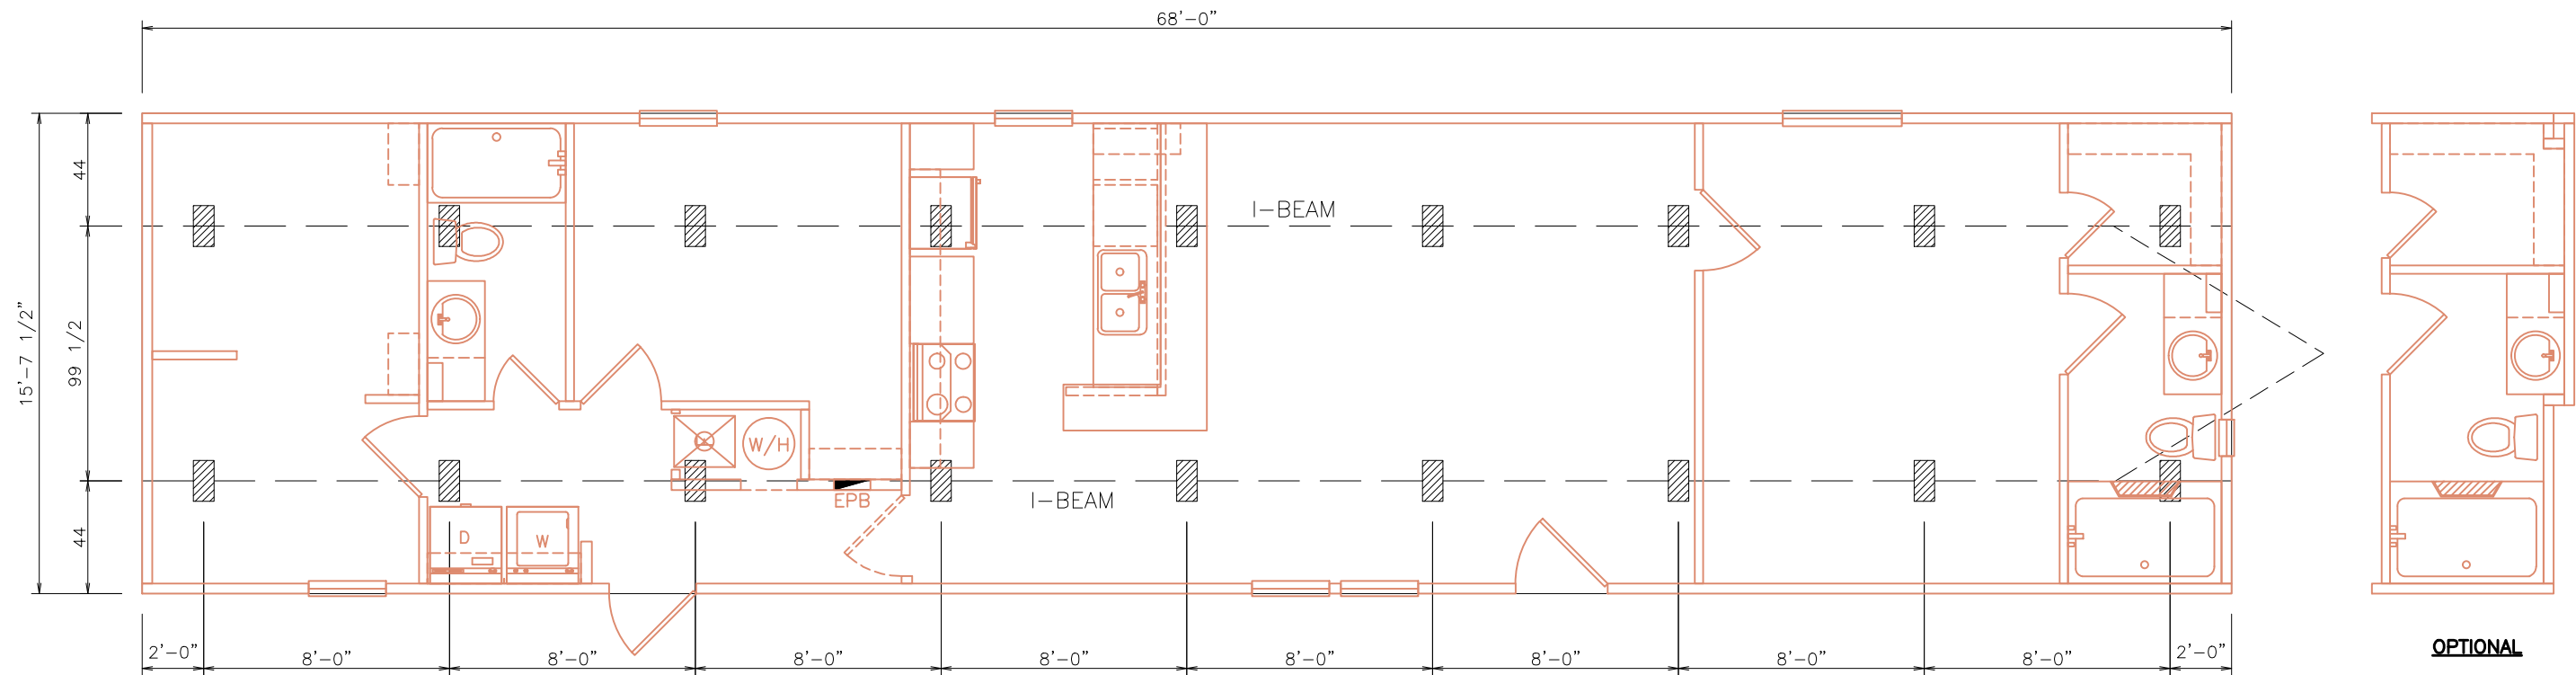 68'-0"
44
I-BEAM
15'-7 1/2"
99 1/2
W/H
EPB
I-BEAM
44
D
W
2'-0"
8'-0"
8'-0"
8'-0"
8'-0"
8'-0"
8'-0"
8'-0"
8'-0"
2'-0"
OPTIONAL